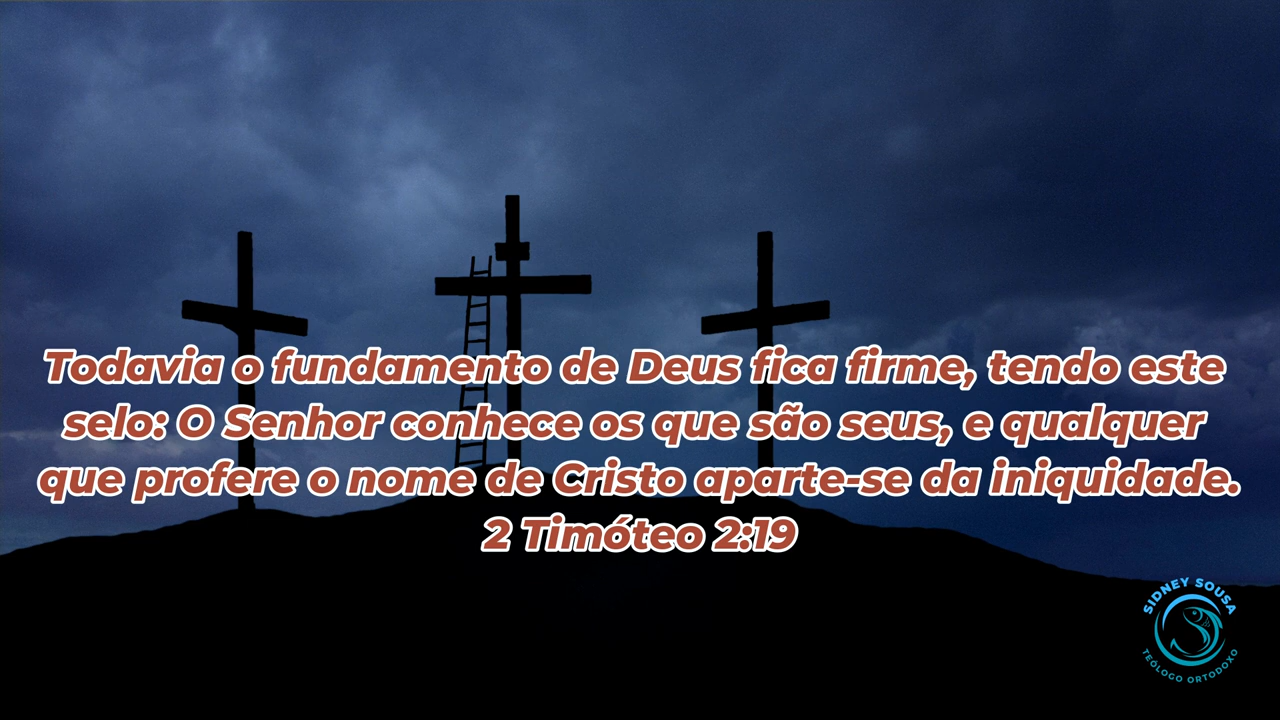 Todavia o fundamento de Deus fica firme, tendo este
selo: O Senhor conhece os que são seus, e qualquer
que profere o nome de Cristo aparte-se da iniquidade.
2 Timóteo 2:19
SIDNEY SOUSA
TEÓLOGO ORTODOXO